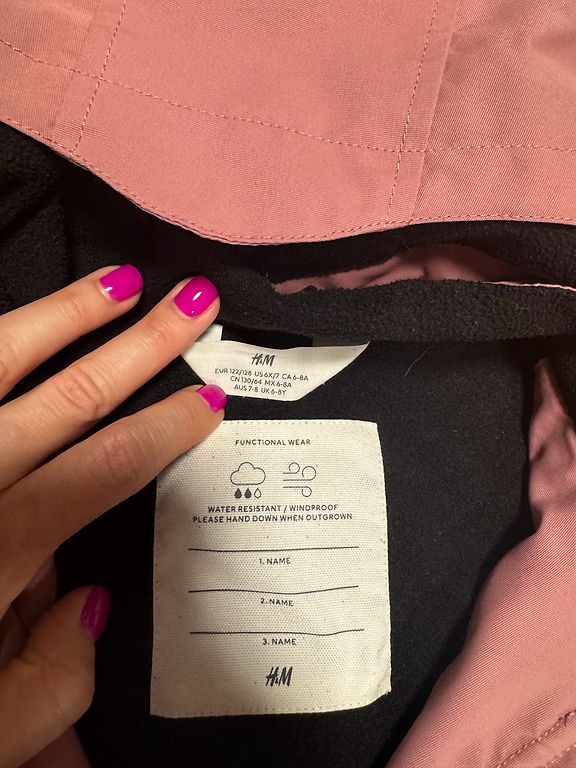 H&M
EUR 122/128 US 6X/7 CA 6-8A
CN 130/64 MX 6-8A
AUS 7-8 UK 6-8Y
FUNCTIONAL WEAR
WATER RESISTANT / WINDPROOF
PLEASE HAND DOWN WHEN OUTGROWN
1. NAME
2. NAME
3. NAME
H&M